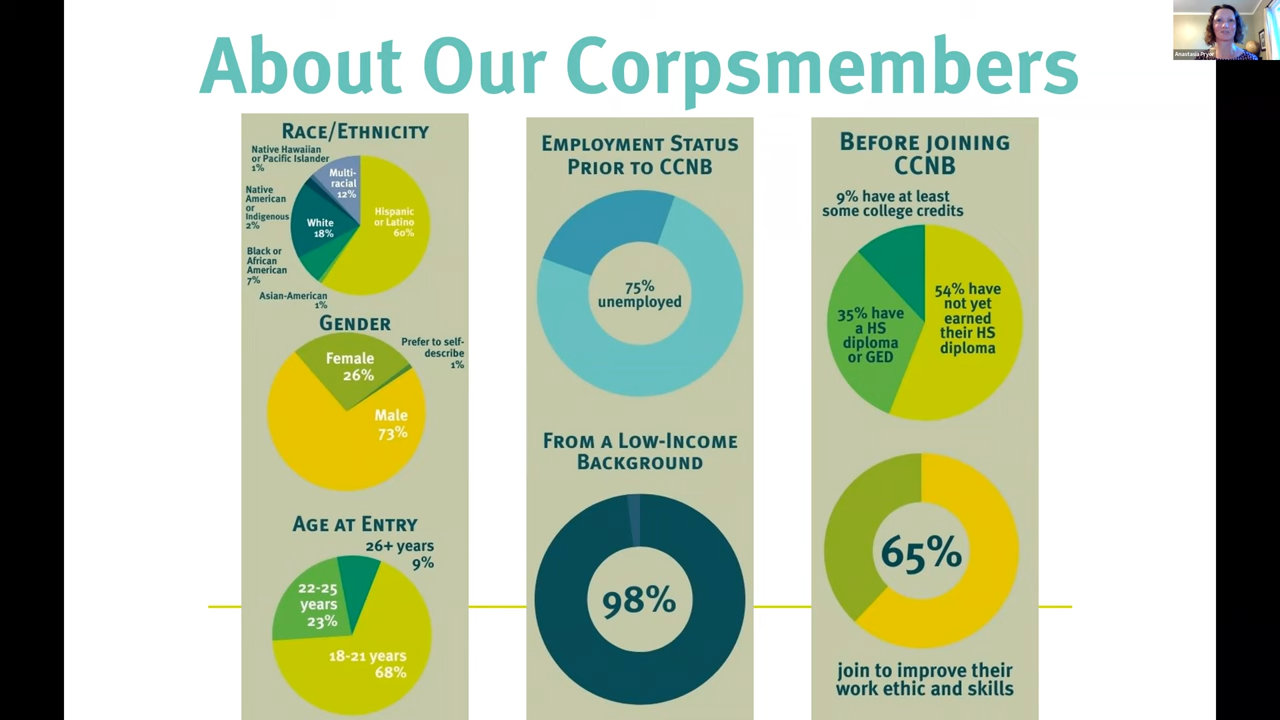 About Our Corpsmembers
Anastasia Pryor
RACE/ETHNICITY
Native Hawaiian
or Pacific Islander
1%
Multi-
racial
12%
Native
American
or
Indigenous
2%
White
18%
Hispanic
or Latino
60%
Black or
African
American
7%
Asian-American
1%
GENDER
Prefer to self-
describe
1%
Female
26%
Male
73%
AGE AT ENTRY
26+ years
9%
22-25
years
23%
18-21 years
68%
EMPLOYMENT STATUS
PRIOR TO CCNB
75%
unemployed
FROM A LOW-INCOME
BACKGROUND
98%
BEFORE JOINING
CCNB
9% have at least
some college credits
54% have
not yet
earned
their HS
diploma
35% have
a HS
diploma
or GED
65%
join to improve their
work ethic and skills